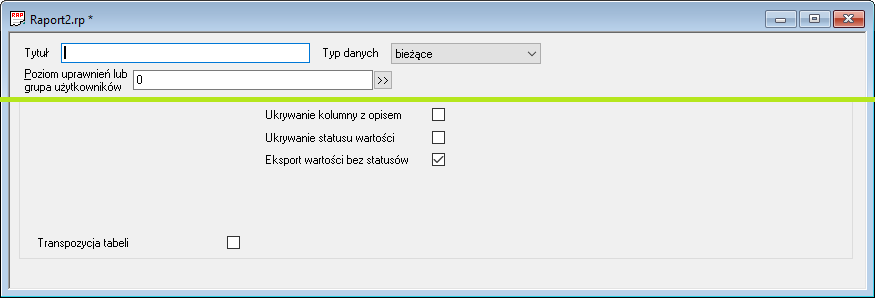 RAP Raport2.rp *
Tytuł Typ danych bieżące
Poziom uprawnień lub
grupa użytkowników 0 >>
Ukrywanie kolumny z opisem
Ukrywanie statusu wartości
Eksport wartości bez statusów
Transpozycja tabeli